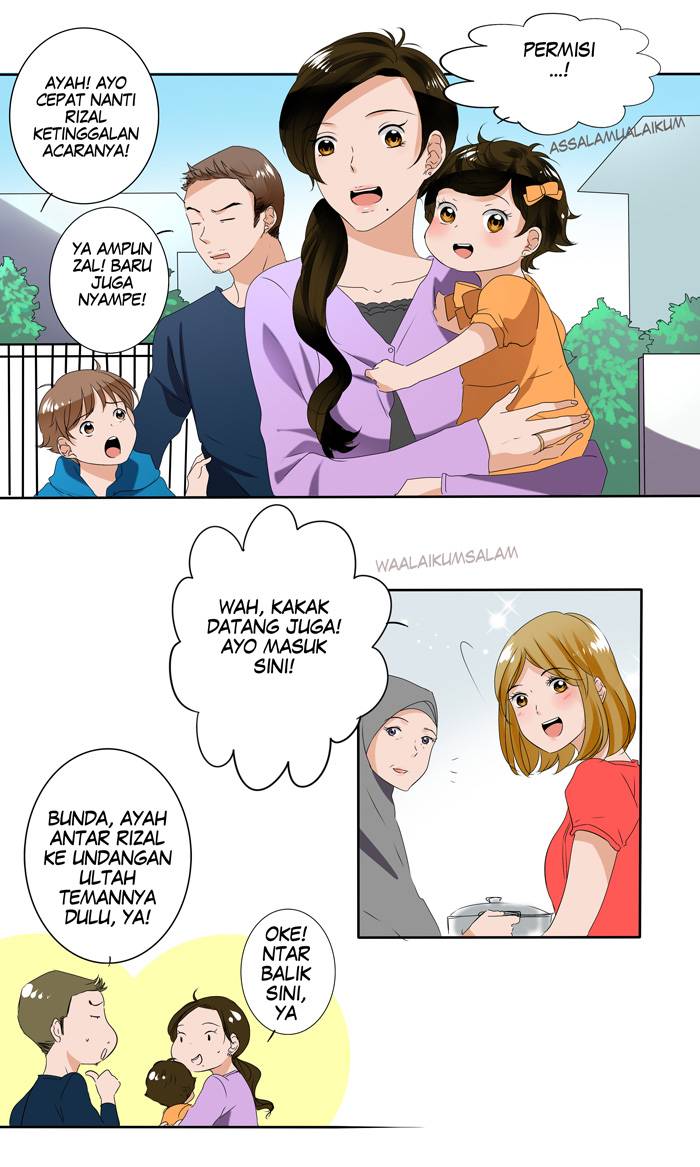 AYAH! AYO
CEPAT NANTI
RIZAL
KETINGGALAN
ACARANYA!
YA AMPUN
ZAL! BARU
JUGA
NYAMPE!
PERMISI
...!
ASSALAMUALAIKUM
WAALAIKUMSALAM
WAH, KAKAK
DATANG JUGA!
AYO MASUK
SINI!
BUNDA, AYAH
ANTAR RIZAL
KE UNDANGAN
ULTAH
TEMANNYA
DULU, YA!
OKE!
NTAR
BALIK
SINI,
YA